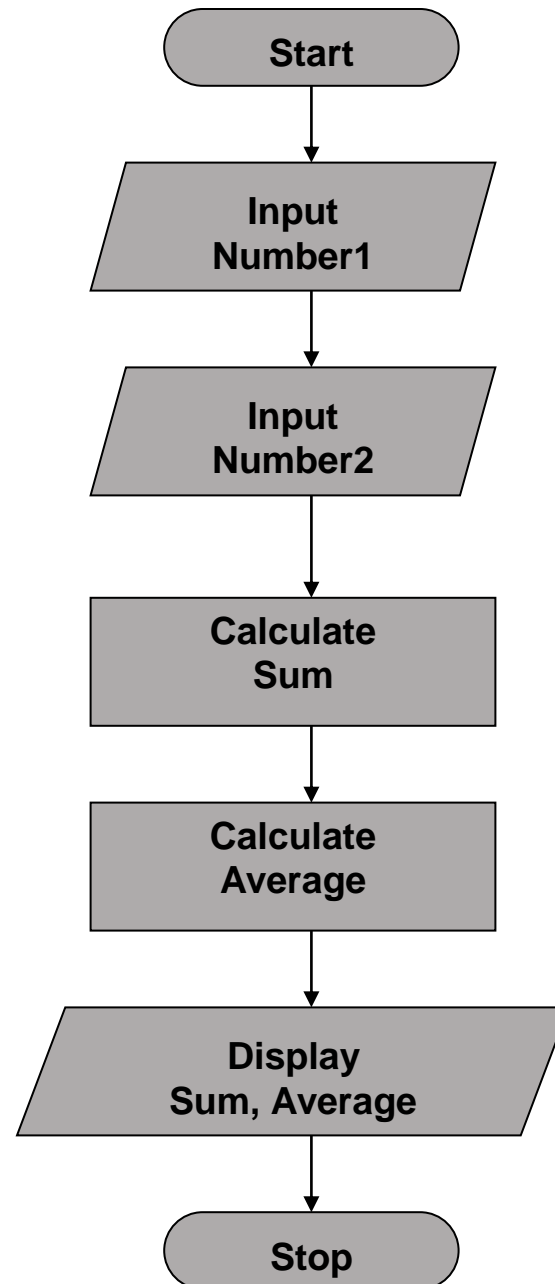 Start
Input
Number1
Input
Number2
Calculate
Sum
Calculate
Average
Display
Sum, Average
Stop